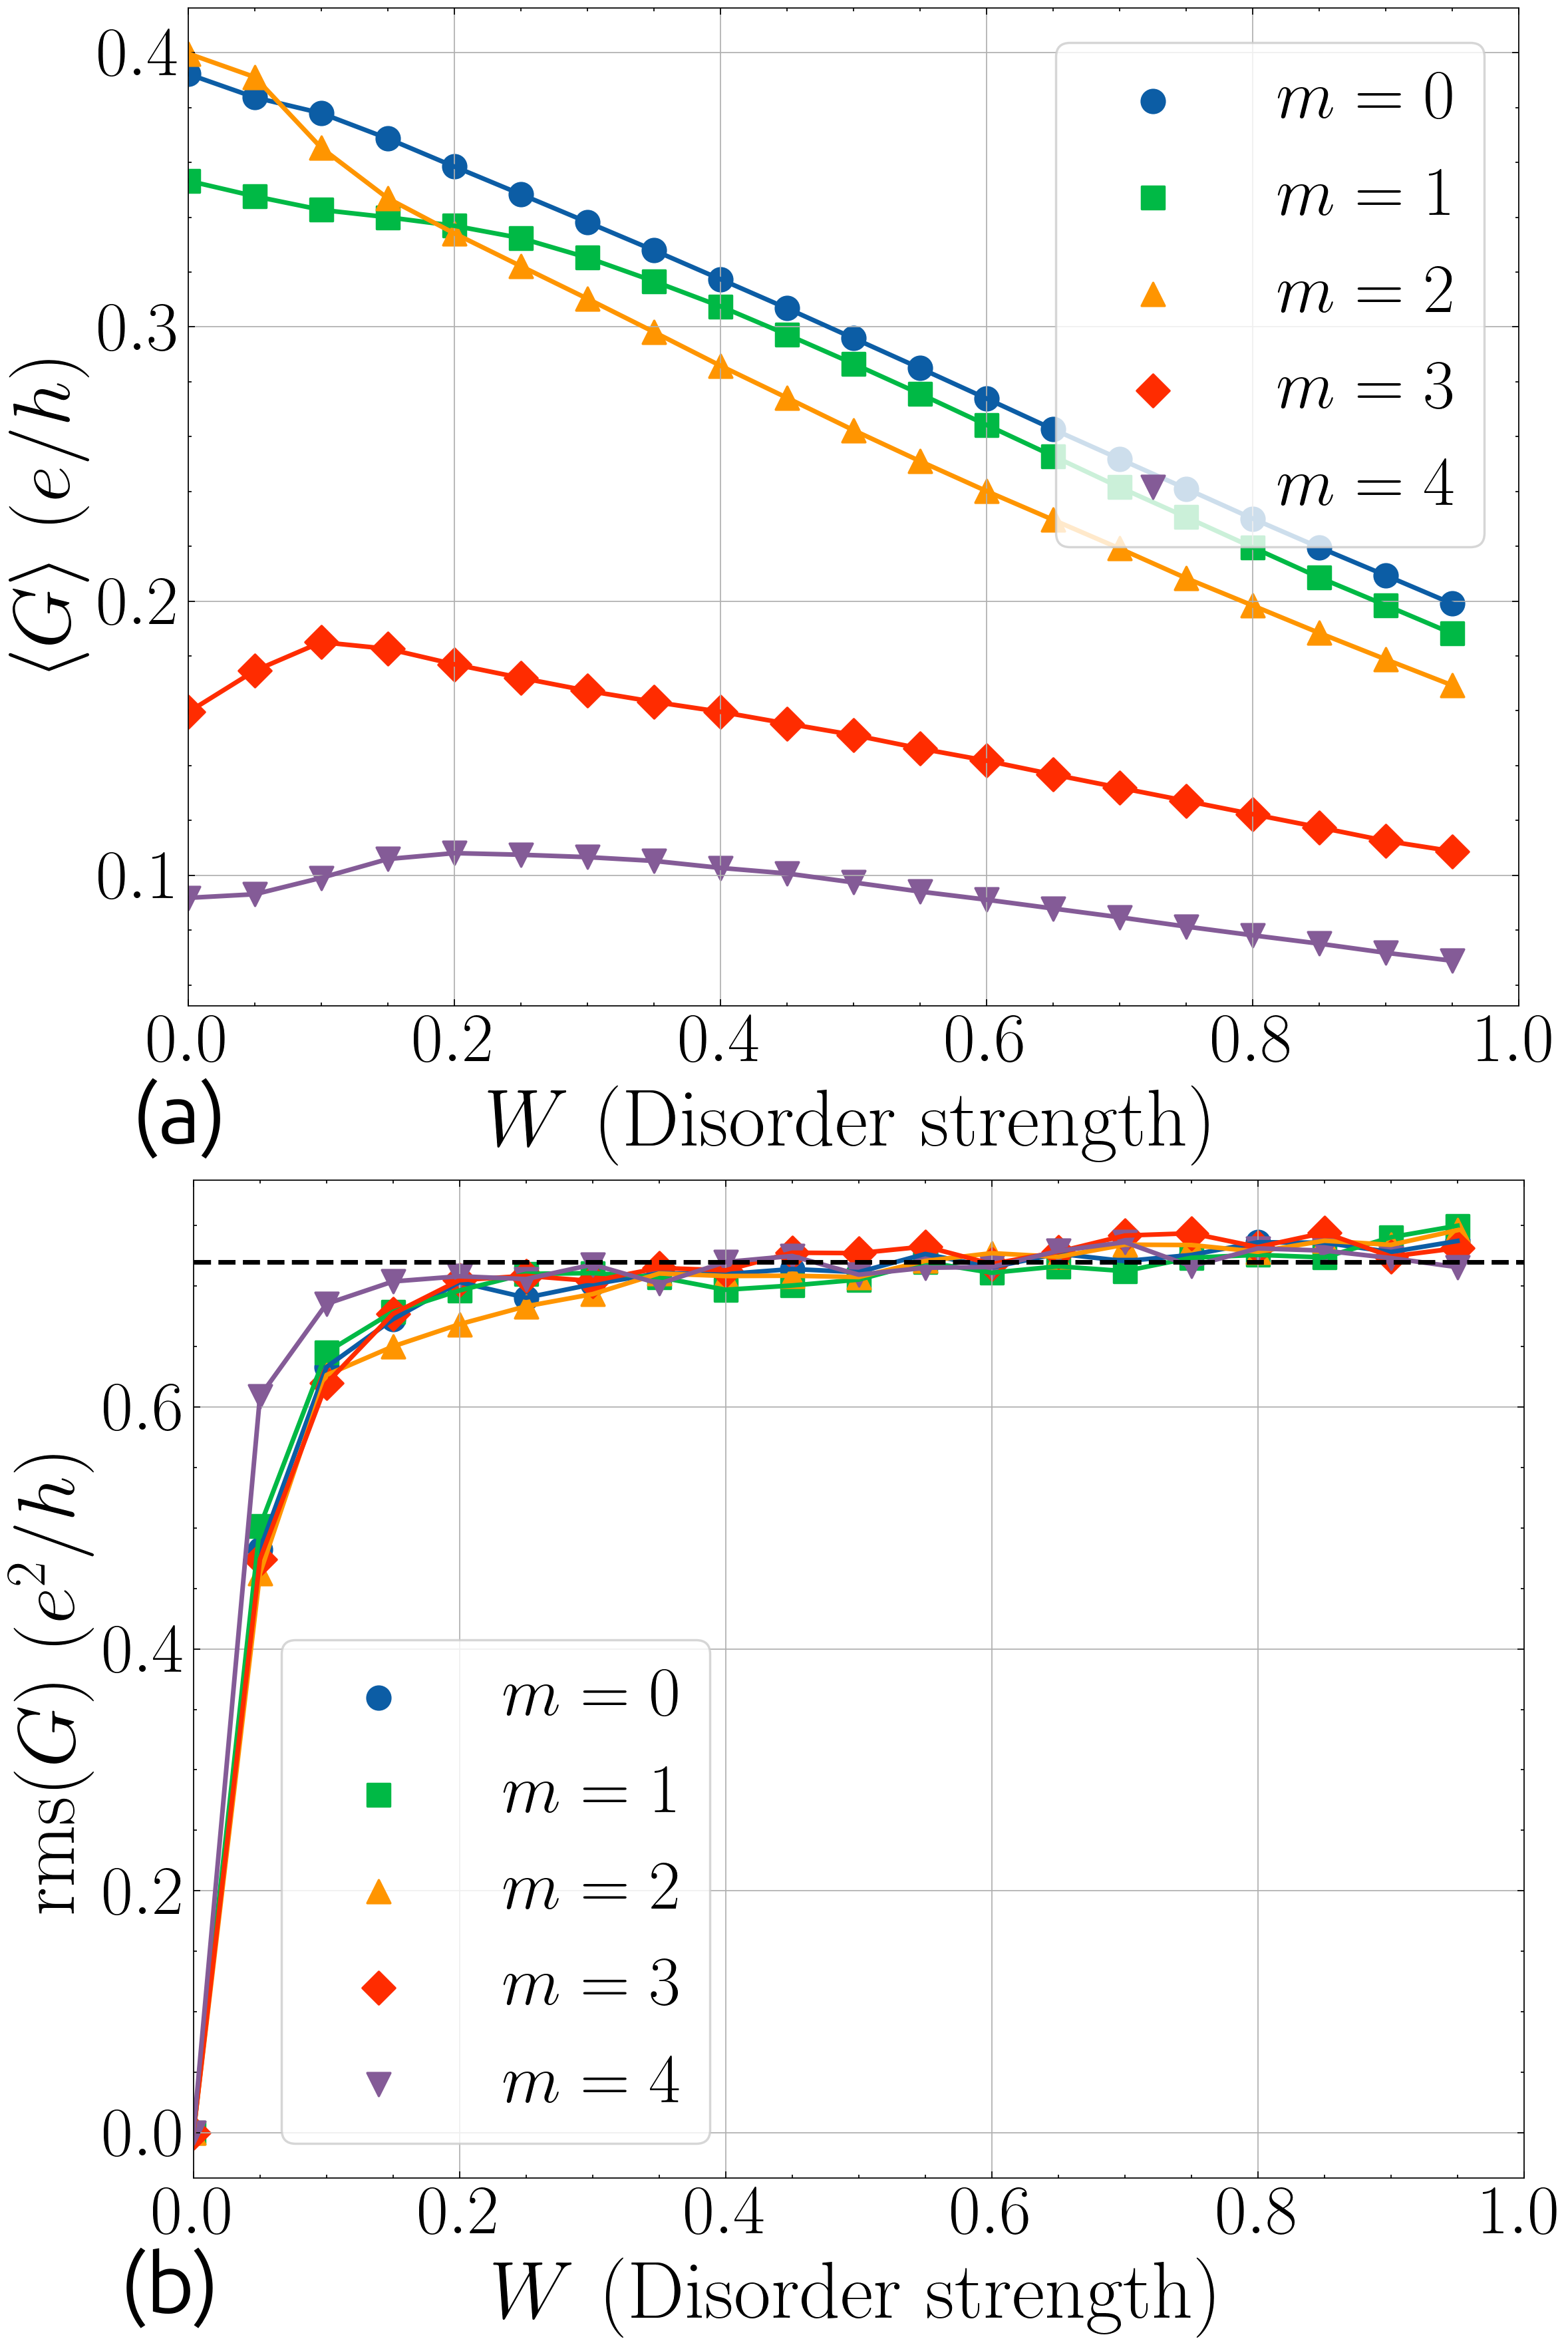 0.4
0.3
0.2
0.1
⟨G⟩ (e/h)
m = 0
m = 1
m = 2
m = 3
m = 4
0.0 0.2 0.4 0.6 0.8 1.0
(a) W (Disorder strength)
0.6
0.4
0.2
0.0
rms(G) (e²/h)
m = 0
m = 1
m = 2
m = 3
m = 4
0.0 0.2 0.4 0.6 0.8 1.0
(b) W (Disorder strength)